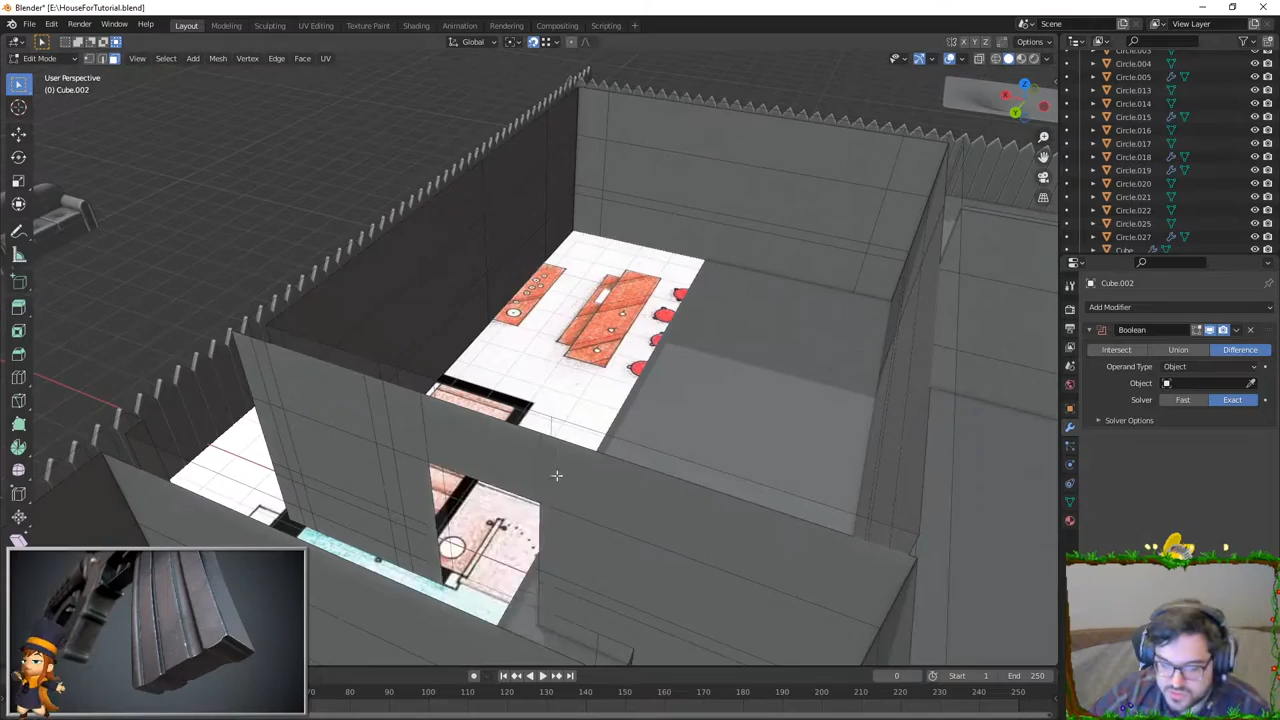 Blender* [E:\HouseForTutorial.blend]
File Edit Render Window Help Layout Modeling Sculpting UV Editing Texture Paint Shading Animation Rendering Compositing Scripting + Scene View Layer
Global Options
Edit Mode View Select Add Mesh Vertex Edge Face UV X Y Z
User Perspective
(0) Cube.002
Circle.003
Circle.004
Circle.005
Circle.013
Circle.014
Circle.015
Circle.016
Circle.017
Circle.018
Circle.019
Circle.020
Circle.021
Circle.022
Circle.025
Circle.027
Cube
Cube.002
Add Modifier
Boolean
Intersect Union Difference
Operand Type Object
Object
Solver Fast Exact
Solver Options
0 Start 1 End 250
70 80 90 100 110 120 130 140 150 160 170 180 190 200 210 220 230 240 250